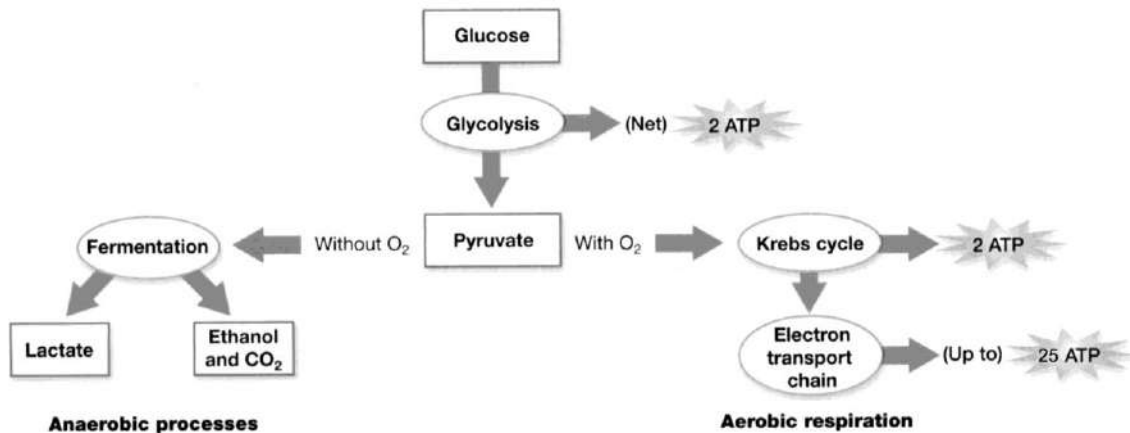 Glucose
Glycolysis
(Net)
2 ATP
Fermentation
Without O₂
Pyruvate
With O₂
Krebs cycle
2 ATP
Lactate
Ethanol
and CO₂
Electron
transport
chain
(Up to)
25 ATP
Anaerobic processes
Aerobic respiration